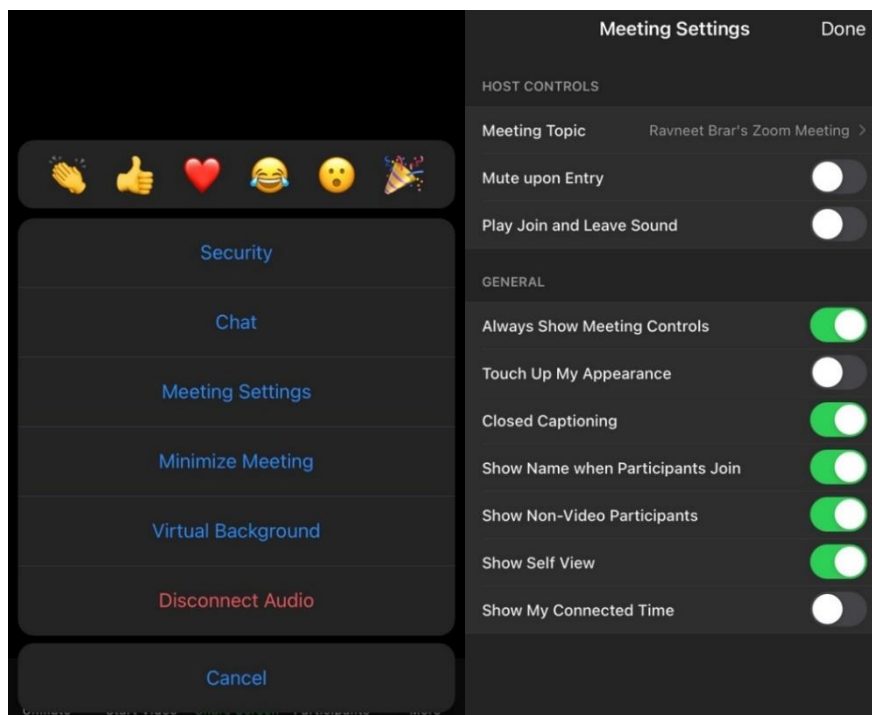 Security
Chat
Meeting Settings
Minimize Meeting
Virtual Background
Disconnect Audio
Cancel
Meeting Settings Done
HOST CONTROLS
Meeting Topic Ravneet Brar's Zoom Meeting >
Mute upon Entry
Play Join and Leave Sound
GENERAL
Always Show Meeting Controls
Touch Up My Appearance
Closed Captioning
Show Name when Participants Join
Show Non-Video Participants
Show Self View
Show My Connected Time